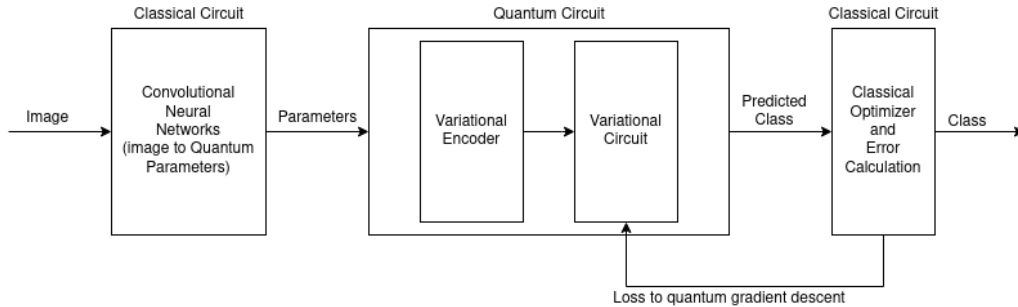 Classical Circuit
Quantum Circuit
Classical Circuit
Image
Convolutional
Neural
Networks
(image to Quantum
Parameters)
Parameters
Variational
Encoder
Variational
Circuit
Predicted
Class
Classical
Optimizer
and
Error
Calculation
Class
Loss to quantum gradient descent